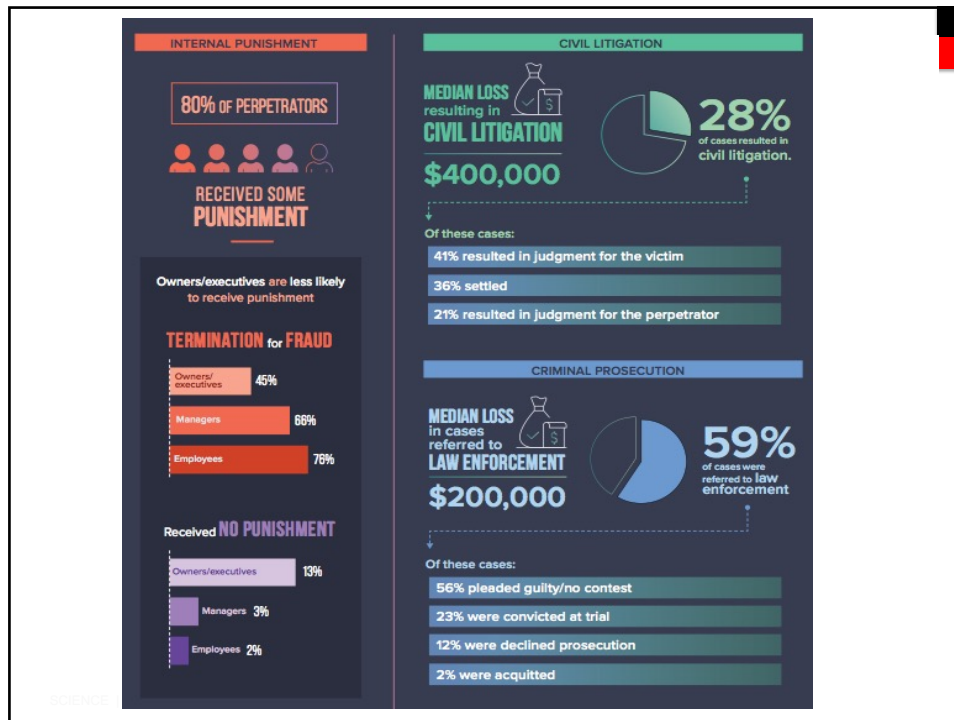 INTERNAL PUNISHMENT
80% OF PERPETRATORS
RECEIVED SOME
PUNISHMENT
Owners/executives are less likely
to receive punishment
TERMINATION for FRAUD
Owners/
executives
45%
Managers
66%
Employees
76%
Received NO PUNISHMENT
Owners/executives
13%
Managers 3%
Employees 2%
CIVIL LITIGATION
MEDIAN LOSS
resulting in
CIVIL LITIGATION
$400,000
$
28%
of cases resulted in
civil litigation.
Of these cases:
41% resulted in judgment for the victim
36% settled
21% resulted in judgment for the perpetrator
CRIMINAL PROSECUTION
MEDIAN LOSS
in cases
referred to
LAW ENFORCEMENT
$200,000
$
59%
of cases were
referred to law
enforcement
Of these cases:
56% pleaded guilty/no contest
23% were convicted at trial
12% were declined prosecution
2% were acquitted
SCIENCE